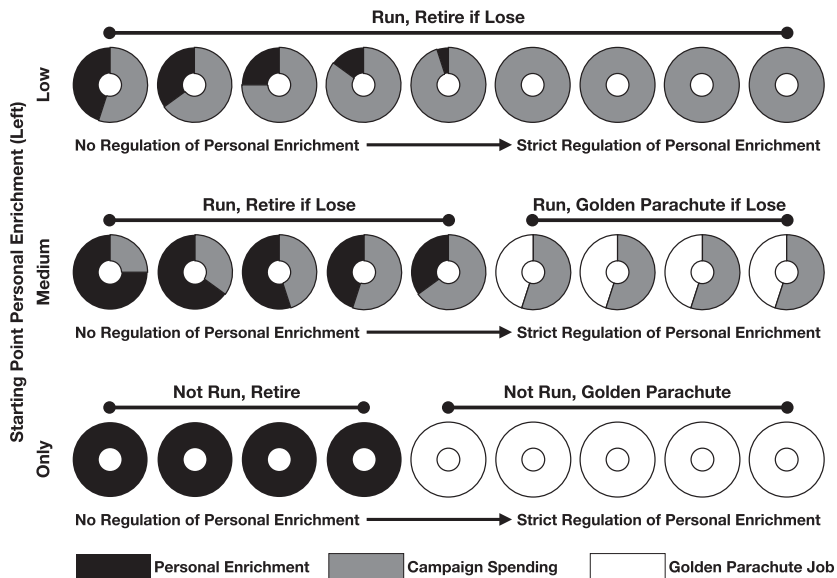 Run, Retire if Lose
Low
No Regulation of Personal Enrichment
Strict Regulation of Personal Enrichment
Starting Point Personal Enrichment (Left)
Run, Retire if Lose
Run, Golden Parachute if Lose
Medium
No Regulation of Personal Enrichment
Strict Regulation of Personal Enrichment
Not Run, Retire
Not Run, Golden Parachute
Only
No Regulation of Personal Enrichment
Strict Regulation of Personal Enrichment
Personal Enrichment
Campaign Spending
Golden Parachute Job